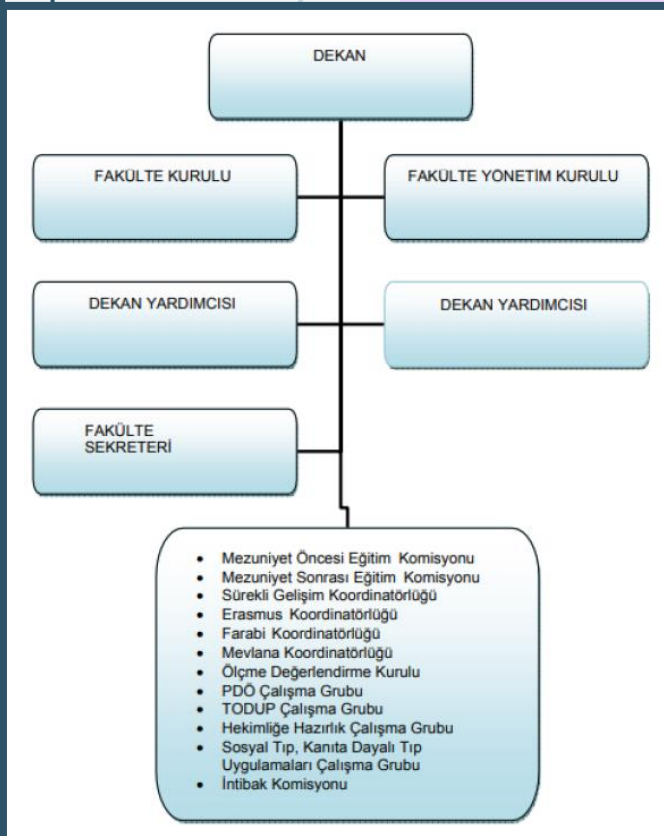 DEKAN
FAKÜLTE KURULU
FAKÜLTE YÖNETİM KURULU
DEKAN YARDIMCISI
DEKAN YARDIMCISI
FAKÜLTE
SEKRETERİ
• Mezuniyet Öncesi Eğitim Komisyonu
• Mezuniyet Sonrası Eğitim Komisyonu
• Sürekli Gelişim Koordinatörlüğü
• Erasmus Koordinatörlüğü
• Farabi Koordinatörlüğü
• Mevlana Koordinatörlüğü
• Ölçme Değerlendirme Kurulu
• PDÖ Çalışma Grubu
• TODUP Çalışma Grubu
• Hekimliğe Hazırlık Çalışma Grubu
• Sosyal Tıp, Kanıta Dayalı Tıp
Uygulamaları Çalışma Grubu
• İntibak Komisyonu